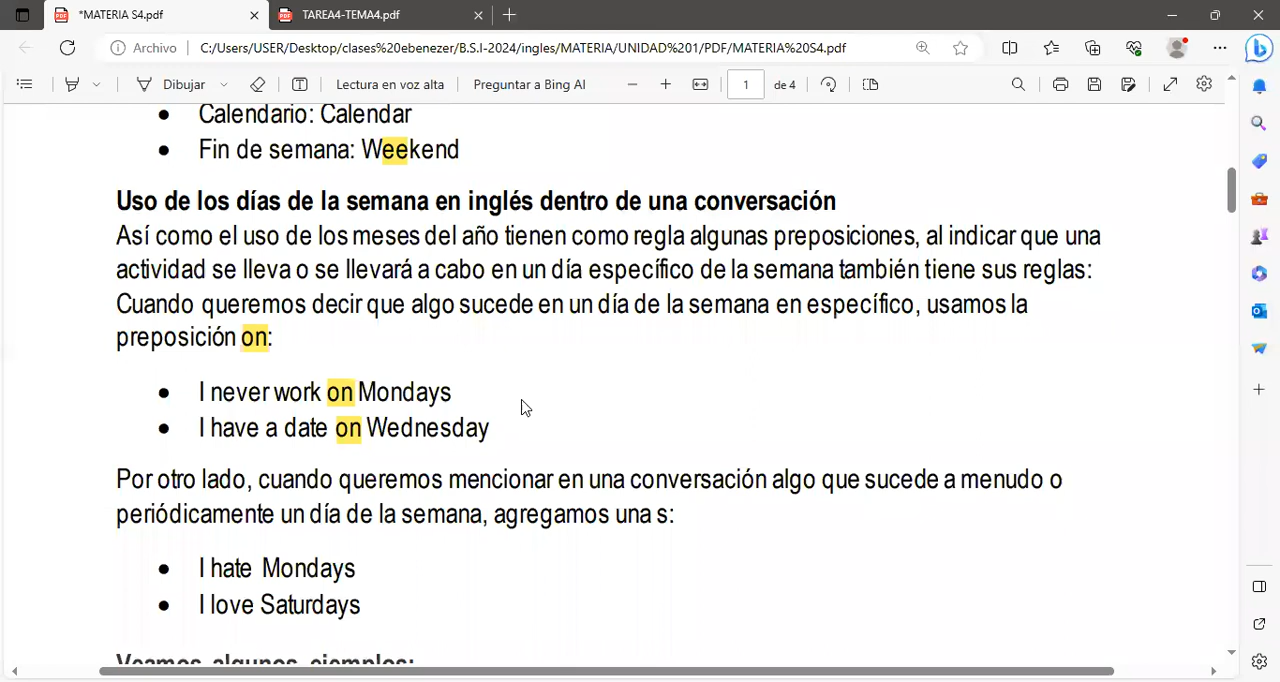 *MATERIA S4.pdf
TAREA4-TEMA4.pdf
Archivo
C:/Users/USER/Desktop/clases%20ebenezer/B.S.I-2024/ingles/MATERIA/UNIDAD%201/PDF/MATERIA%20S4.pdf
Dibujar
Lectura en voz alta
Preguntar a Bing AI
1 de 4
• Calendario: Calendar
• Fin de semana: Weekend
Uso de los días de la semana en inglés dentro de una conversación
Así como el uso de los meses del año tienen como regla algunas preposiciones, al indicar que una
actividad se lleva o se llevará a cabo en un día específico de la semana también tiene sus reglas:
Cuando queremos decir que algo sucede en un día de la semana en específico, usamos la
preposición on:
• I never work on Mondays
• I have a date on Wednesday
Por otro lado, cuando queremos mencionar en una conversación algo que sucede a menudo o
periódicamente un día de la semana, agregamos una s:
• I hate Mondays
• I love Saturdays
Veamos algunos ejemplos: